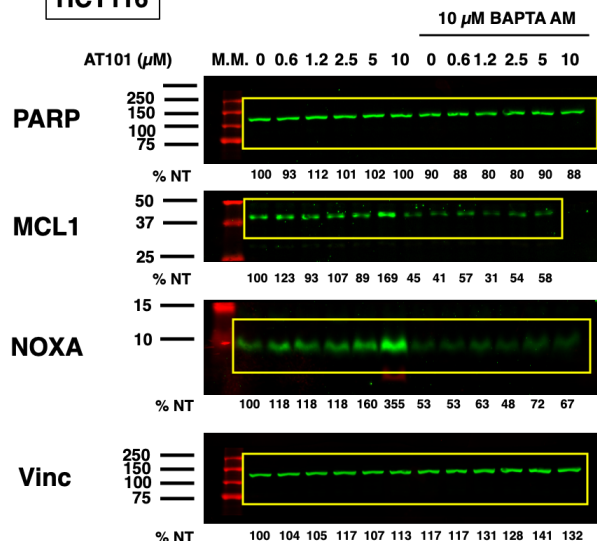 HCT116
10 µM BAPTA AM
AT101 (µM) M.M. 0 0.6 1.2 2.5 5 10 0 0.6 1.2 2.5 5 10
PARP
250
150
100
75
% NT 100 93 112 101 102 100 90 88 80 80 90 88
MCL1
50
37
25
% NT 100 123 93 107 89 169 45 41 57 31 54 58
NOXA
15
10
% NT 100 118 118 118 160 355 53 53 63 48 72 67
Vinc
250
150
100
75
% NT 100 104 105 117 107 113 117 117 131 128 141 132